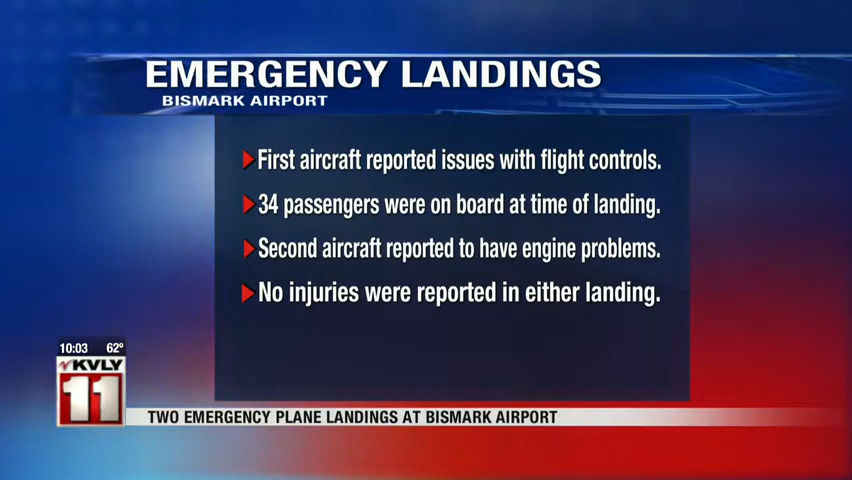 EMERGENCY LANDINGS
BISMARK AIRPORT
First aircraft reported issues with flight controls.
34 passengers were on board at time of landing.
Second aircraft reported to have engine problems.
No injuries were reported in either landing.
10:03 62º
KVLY
11
TWO EMERGENCY PLANE LANDINGS AT BISMARK AIRPORT